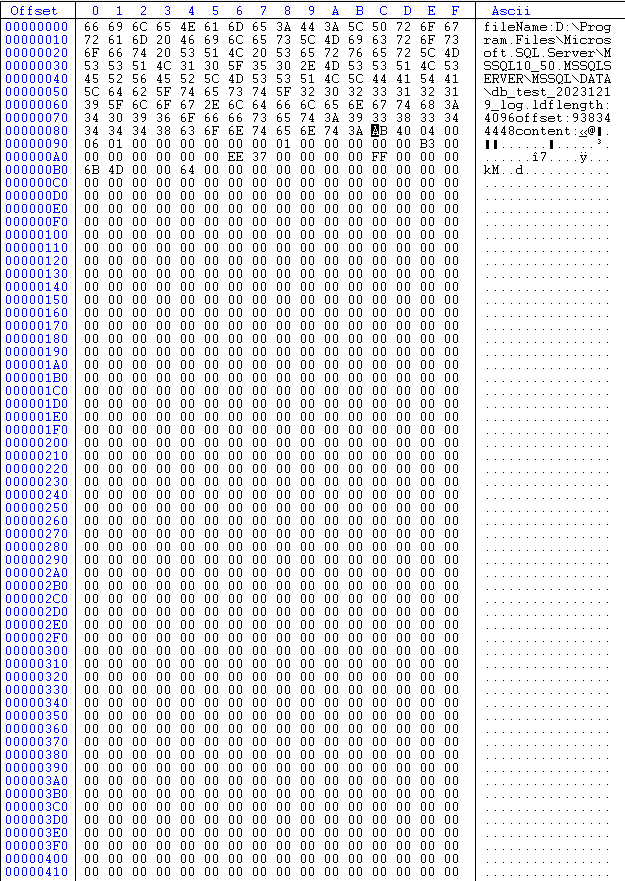 Offset 0 1 2 3 4 5 6 7 8 9 A B C D E F Ascii
00000000 66 69 6C 65 4E 61 6D 65 3A 44 3A 5C 50 72 6F 67 fileName:D:\Prog
00000010 72 61 6D 20 46 69 6C 65 73 5C 4D 69 63 72 6F 73 ram.Files\Micros
00000020 6F 66 74 20 53 51 4C 20 53 65 72 76 65 72 5C 4D oft.SQL.Server\M
00000030 53 53 51 4C 31 30 5F 35 30 2E 4D 53 53 51 4C 53 SSQL10_50.MSSQLS
00000040 45 52 56 45 52 5C 4D 53 53 51 4C 5C 44 41 54 41 ERVER\MSSQL\DATA
00000050 5C 64 62 5F 74 65 73 74 5F 32 30 32 33 31 32 31 \db_test_2023121
00000060 39 5F 6C 6F 67 2E 6C 64 66 6C 65 6E 67 74 68 3A 9_log.ldflength:
00000070 34 30 39 36 6F 66 66 73 65 74 3A 39 33 38 33 34 4096offset:93834
00000080 34 34 34 38 63 6F 6E 74 65 6E 74 3A AB 40 04 00 4448content:«@▌.
00000090 06 01 00 00 00 00 00 00 01 00 00 00 00 00 B3 00 ▌▌......▌.....³.
000000A0 00 00 00 00 00 00 EE 37 00 00 00 00 FF 00 00 00 ......î7....ÿ...
000000B0 6B 4D 00 00 64 00 00 00 00 00 00 00 00 00 00 00 kM..d...........
000000C0 00 00 00 00 00 00 00 00 00 00 00 00 00 00 00 00 ................
000000D0 00 00 00 00 00 00 00 00 00 00 00 00 00 00 00 00 ................
000000E0 00 00 00 00 00 00 00 00 00 00 00 00 00 00 00 00 ................
000000F0 00 00 00 00 00 00 00 00 00 00 00 00 00 00 00 00 ................
00000100 00 00 00 00 00 00 00 00 00 00 00 00 00 00 00 00 ................
00000110 00 00 00 00 00 00 00 00 00 00 00 00 00 00 00 00 ................
00000120 00 00 00 00 00 00 00 00 00 00 00 00 00 00 00 00 ................
00000130 00 00 00 00 00 00 00 00 00 00 00 00 00 00 00 00 ................
00000140 00 00 00 00 00 00 00 00 00 00 00 00 00 00 00 00 ................
00000150 00 00 00 00 00 00 00 00 00 00 00 00 00 00 00 00 ................
00000160 00 00 00 00 00 00 00 00 00 00 00 00 00 00 00 00 ................
00000170 00 00 00 00 00 00 00 00 00 00 00 00 00 00 00 00 ................
00000180 00 00 00 00 00 00 00 00 00 00 00 00 00 00 00 00 ................
00000190 00 00 00 00 00 00 00 00 00 00 00 00 00 00 00 00 ................
000001A0 00 00 00 00 00 00 00 00 00 00 00 00 00 00 00 00 ................
000001B0 00 00 00 00 00 00 00 00 00 00 00 00 00 00 00 00 ................
000001C0 00 00 00 00 00 00 00 00 00 00 00 00 00 00 00 00 ................
000001D0 00 00 00 00 00 00 00 00 00 00 00 00 00 00 00 00 ................
000001E0 00 00 00 00 00 00 00 00 00 00 00 00 00 00 00 00 ................
000001F0 00 00 00 00 00 00 00 00 00 00 00 00 00 00 00 00 ................
00000200 00 00 00 00 00 00 00 00 00 00 00 00 00 00 00 00 ................
00000210 00 00 00 00 00 00 00 00 00 00 00 00 00 00 00 00 ................
00000220 00 00 00 00 00 00 00 00 00 00 00 00 00 00 00 00 ................
00000230 00 00 00 00 00 00 00 00 00 00 00 00 00 00 00 00 ................
00000240 00 00 00 00 00 00 00 00 00 00 00 00 00 00 00 00 ................
00000250 00 00 00 00 00 00 00 00 00 00 00 00 00 00 00 00 ................
00000260 00 00 00 00 00 00 00 00 00 00 00 00 00 00 00 00 ................
00000270 00 00 00 00 00 00 00 00 00 00 00 00 00 00 00 00 ................
00000280 00 00 00 00 00 00 00 00 00 00 00 00 00 00 00 00 ................
00000290 00 00 00 00 00 00 00 00 00 00 00 00 00 00 00 00 ................
000002A0 00 00 00 00 00 00 00 00 00 00 00 00 00 00 00 00 ................
000002B0 00 00 00 00 00 00 00 00 00 00 00 00 00 00 00 00 ................
000002C0 00 00 00 00 00 00 00 00 00 00 00 00 00 00 00 00 ................
000002D0 00 00 00 00 00 00 00 00 00 00 00 00 00 00 00 00 ................
000002E0 00 00 00 00 00 00 00 00 00 00 00 00 00 00 00 00 ................
000002F0 00 00 00 00 00 00 00 00 00 00 00 00 00 00 00 00 ................
00000300 00 00 00 00 00 00 00 00 00 00 00 00 00 00 00 00 ................
00000310 00 00 00 00 00 00 00 00 00 00 00 00 00 00 00 00 ................
00000320 00 00 00 00 00 00 00 00 00 00 00 00 00 00 00 00 ................
00000330 00 00 00 00 00 00 00 00 00 00 00 00 00 00 00 00 ................
00000340 00 00 00 00 00 00 00 00 00 00 00 00 00 00 00 00 ................
00000350 00 00 00 00 00 00 00 00 00 00 00 00 00 00 00 00 ................
00000360 00 00 00 00 00 00 00 00 00 00 00 00 00 00 00 00 ................
00000370 00 00 00 00 00 00 00 00 00 00 00 00 00 00 00 00 ................
00000380 00 00 00 00 00 00 00 00 00 00 00 00 00 00 00 00 ................
00000390 00 00 00 00 00 00 00 00 00 00 00 00 00 00 00 00 ................
000003A0 00 00 00 00 00 00 00 00 00 00 00 00 00 00 00 00 ................
000003B0 00 00 00 00 00 00 00 00 00 00 00 00 00 00 00 00 ................
000003C0 00 00 00 00 00 00 00 00 00 00 00 00 00 00 00 00 ................
000003D0 00 00 00 00 00 00 00 00 00 00 00 00 00 00 00 00 ................
000003E0 00 00 00 00 00 00 00 00 00 00 00 00 00 00 00 00 ................
000003F0 00 00 00 00 00 00 00 00 00 00 00 00 00 00 00 00 ................
00000400 00 00 00 00 00 00 00 00 00 00 00 00 00 00 00 00 ................
00000410 00 00 00 00 00 00 00 00 00 00 00 00 00 00 00 00 ................